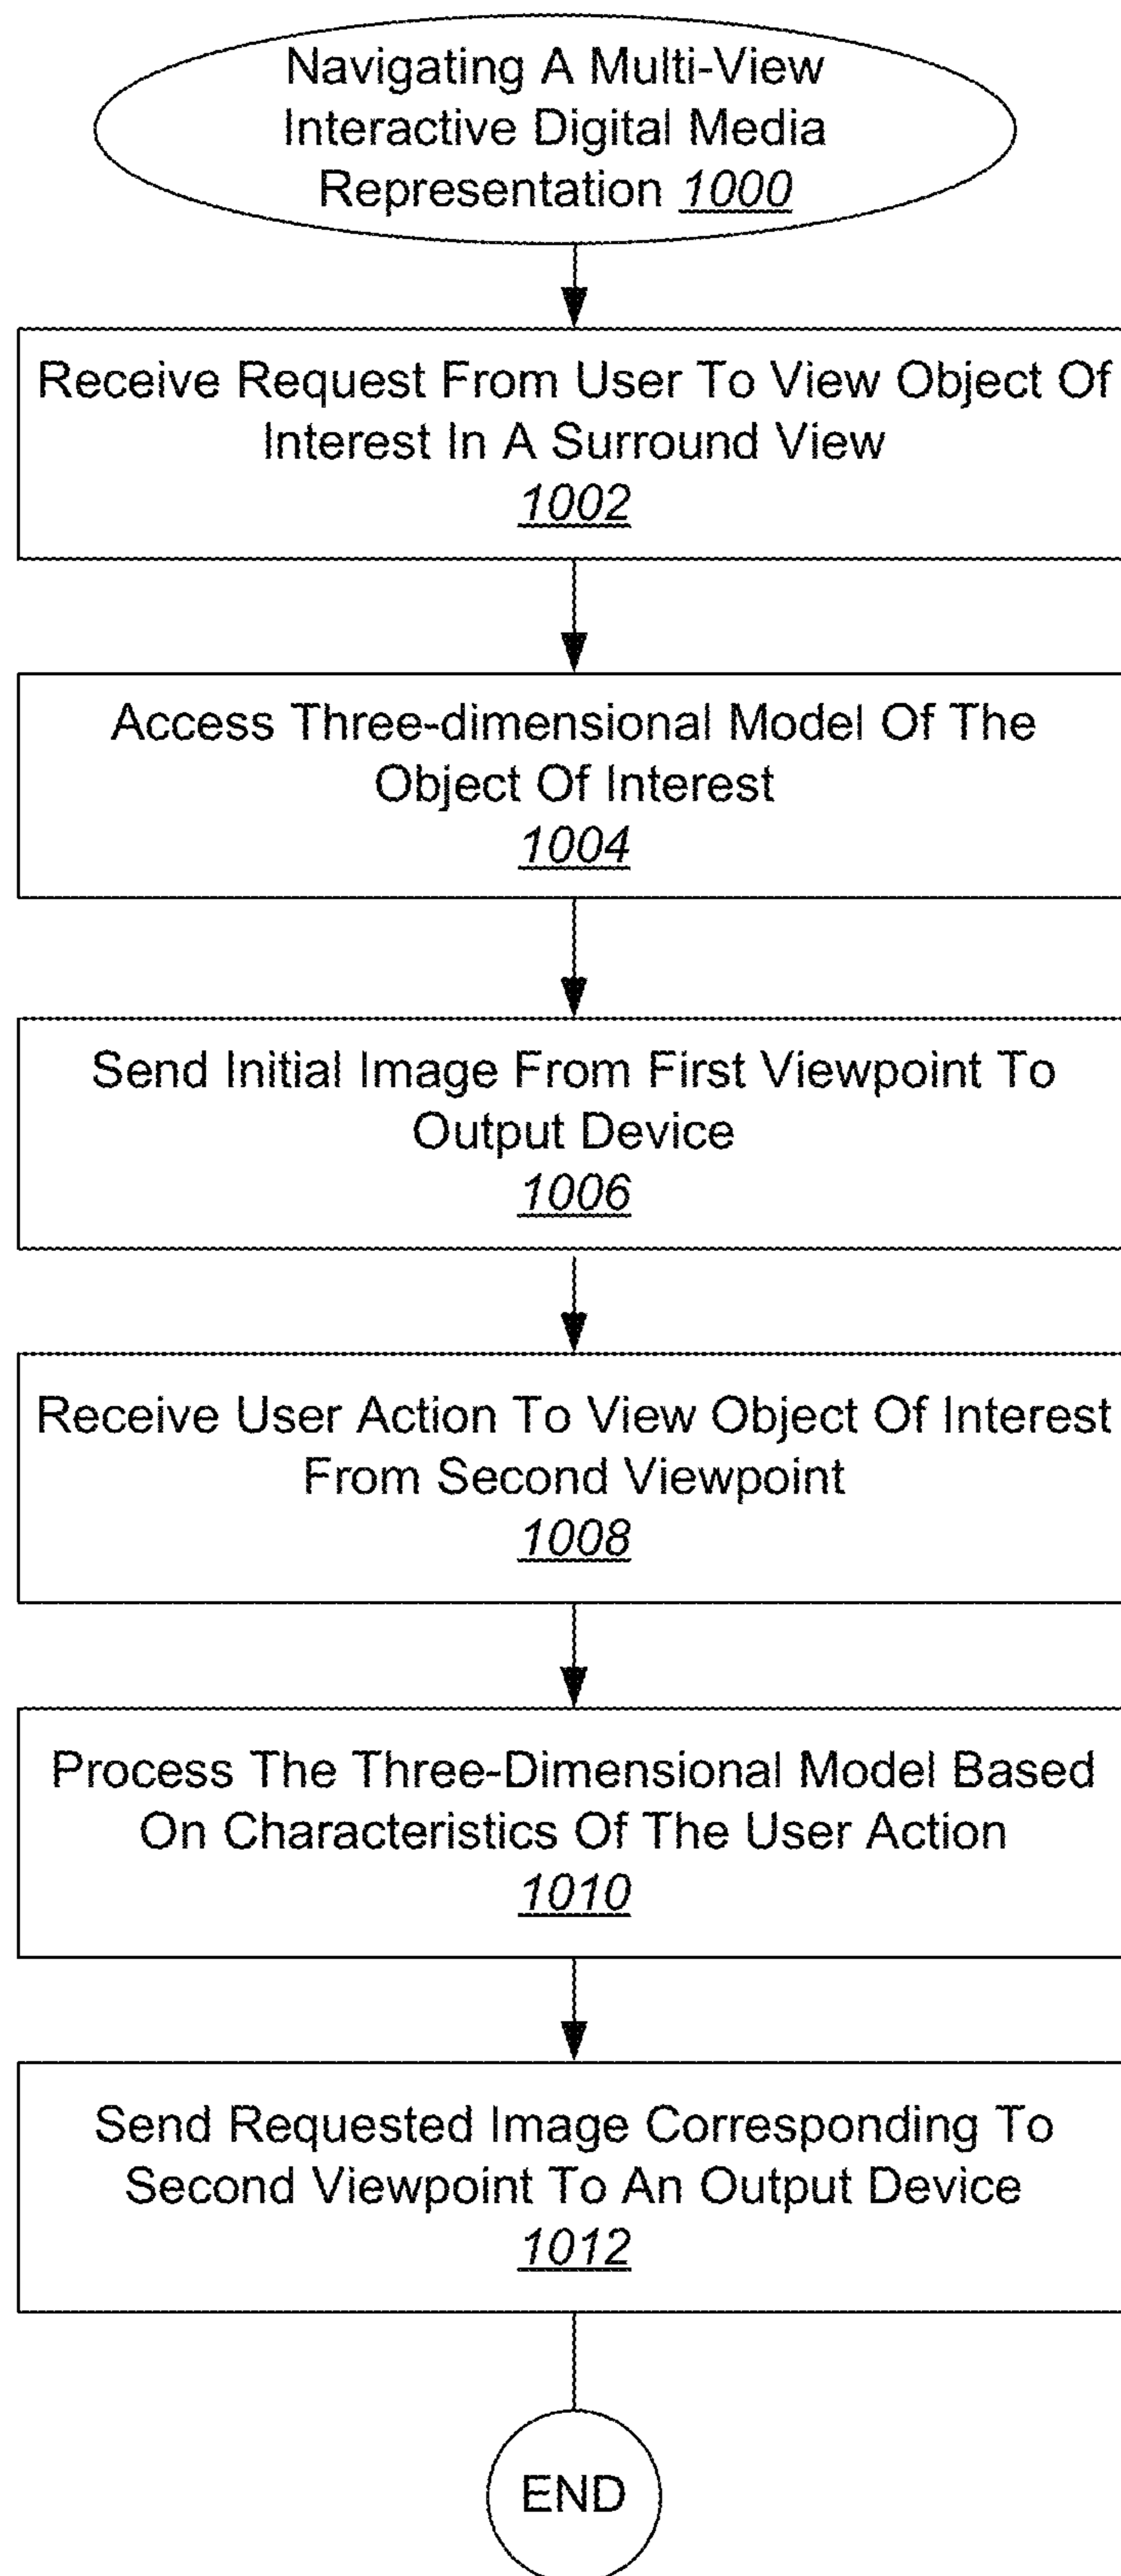 Navigating A Multi-View
Interactive Digital Media
Representation 1000
Receive Request From User To View Object Of
Interest In A Surround View
1002
Access Three-dimensional Model Of The
Object Of Interest
1004
Send Initial Image From First Viewpoint To
Output Device
1006
Receive User Action To View Object Of Interest
From Second Viewpoint
1008
Process The Three-Dimensional Model Based
On Characteristics Of The User Action
1010
Send Requested Image Corresponding To
Second Viewpoint To An Output Device
1012
END